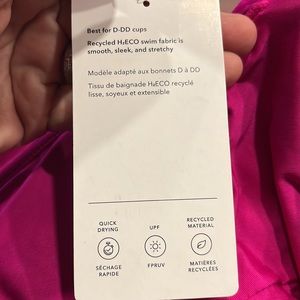 Best for D-DD cups
Recycled H₂ECO swim fabric is
smooth, sleek, and stretchy
Modèle adapté aux bonnets D à DD
Tissu de baignade H₂ECO recyclé
lisse, soyeux et extensible
QUICK
DRYING
UPF
RECYCLED
MATERIAL
SÉCHAGE
RAPIDE
FPRUV
MATIÈRES
RECYCLÉES